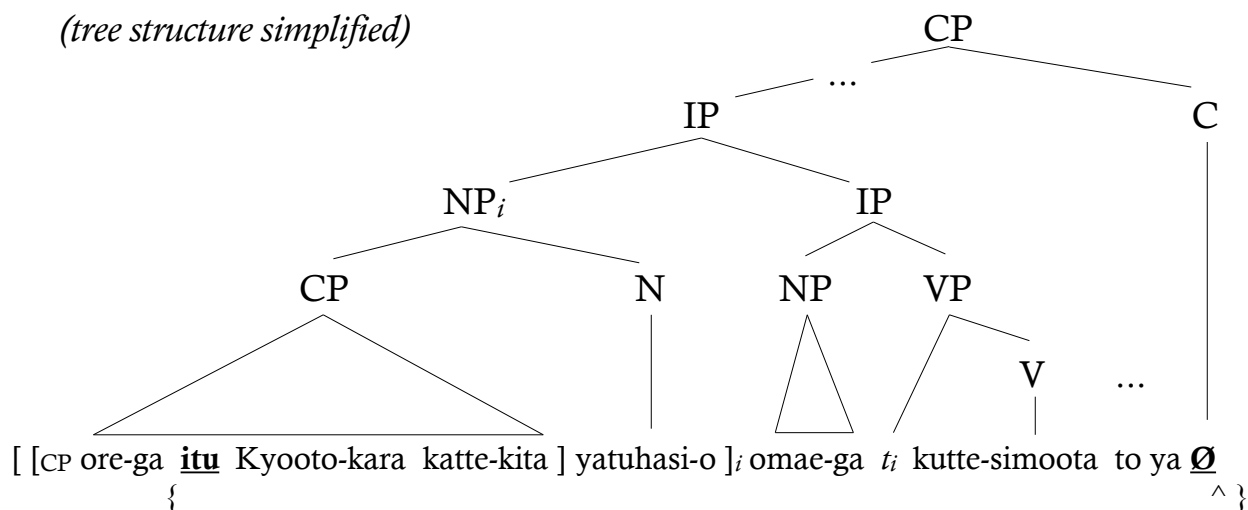 (tree structure simplified)
CP
...
IP C
NPi IP
CP N NP VP
V ...
[ [CP ore-ga itu Kyooto-kara katte-kita ] yatuhasi-o ]i omae-ga ti kutte-simoota to ya Ø
{ ^ }